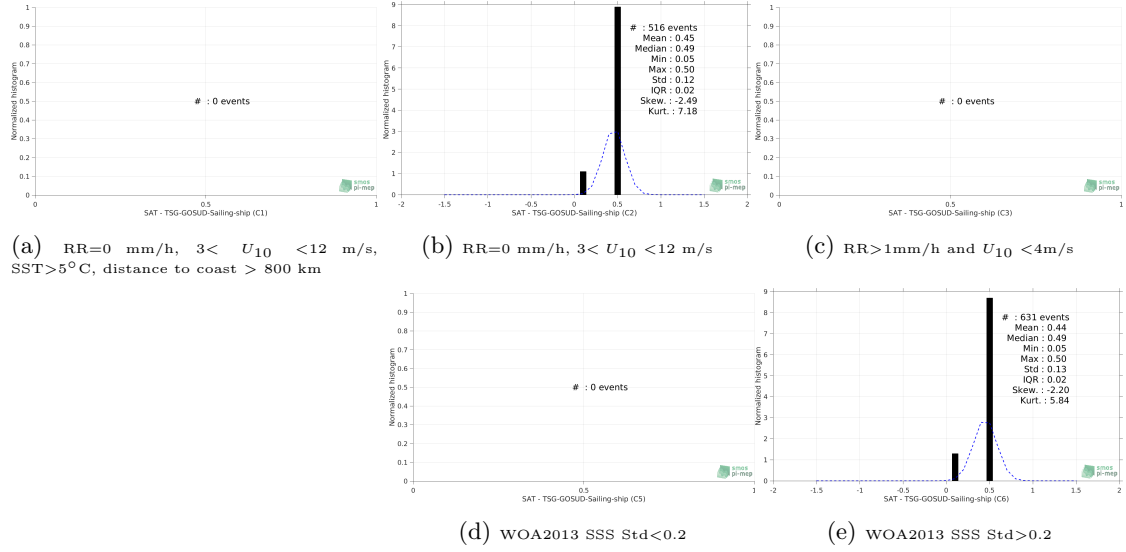 1
0.9
0.8
0.7
0.6
0.5
0.4
0.3
0.2
0.1
0
Normalized histogram
# : 0 events
smos
pi-mep
0 0.5 1
SAT - TSG-GOSUD-Sailing-ship (C1)
(a) RR=0 mm/h, 3< U10 <12 m/s,
SST>5°C, distance to coast > 800 km
9
8
7
6
5
4
3
2
1
0
Normalized histogram
# : 516 events
Mean : 0.45
Median : 0.49
Min : 0.05
Max : 0.50
Std : 0.12
IQR : 0.02
Skew. : -2.49
Kurt. : 7.18
smos
pi-mep
-2 -1.5 -1 -0.5 0 0.5 1 1.5 2
SAT - TSG-GOSUD-Sailing-ship (C2)
(b) RR=0 mm/h, 3< U10 <12 m/s
1
0.9
0.8
0.7
0.6
0.5
0.4
0.3
0.2
0.1
0
Normalized histogram
# : 0 events
smos
pi-mep
0 0.5 1
SAT - TSG-GOSUD-Sailing-ship (C3)
(c) RR>1mm/h and U10 <4m/s
1
0.9
0.8
0.7
0.6
0.5
0.4
0.3
0.2
0.1
0
Normalized histogram
# : 0 events
smos
pi-mep
0 0.5 1
SAT - TSG-GOSUD-Sailing-ship (C5)
(d) WOA2013 SSS Std<0.2
9
8
7
6
5
4
3
2
1
0
Normalized histogram
# : 631 events
Mean : 0.44
Median : 0.49
Min : 0.05
Max : 0.50
Std : 0.13
IQR : 0.02
Skew. : -2.20
Kurt. : 5.84
smos
pi-mep
-2 -1.5 -1 -0.5 0 0.5 1 1.5 2
SAT - TSG-GOSUD-Sailing-ship (C6)
(e) WOA2013 SSS Std>0.2